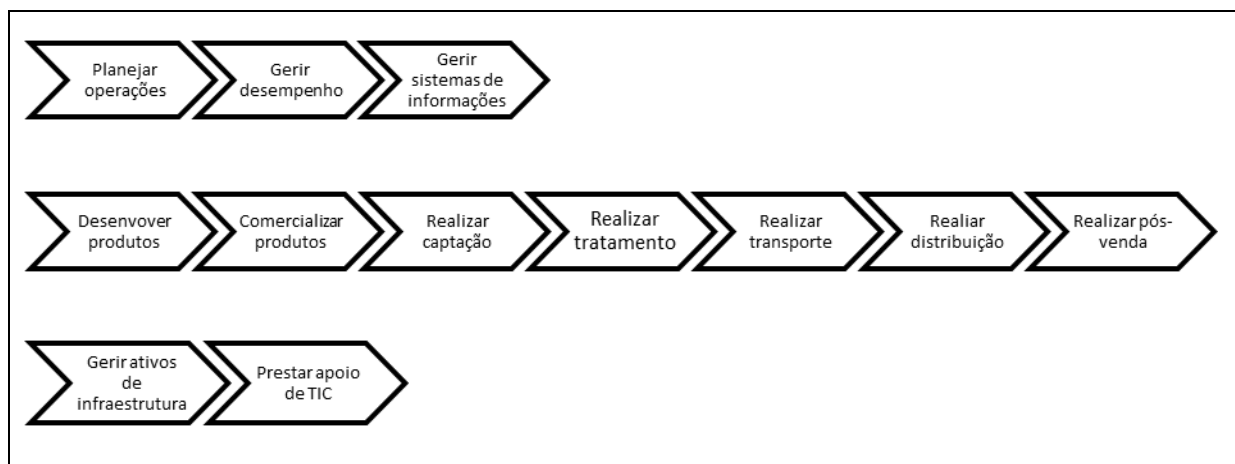 Planejar
operações
Gerir
desempenho
Gerir
sistemas de
informações
Desenvover
produtos
Comercializar
produtos
Realizar
captação
Realizar
tratamento
Realizar
transporte
Realiar
distribuição
Realizar pós-
venda
Gerir ativos
de
infraestrutura
Prestar apoio
de TIC